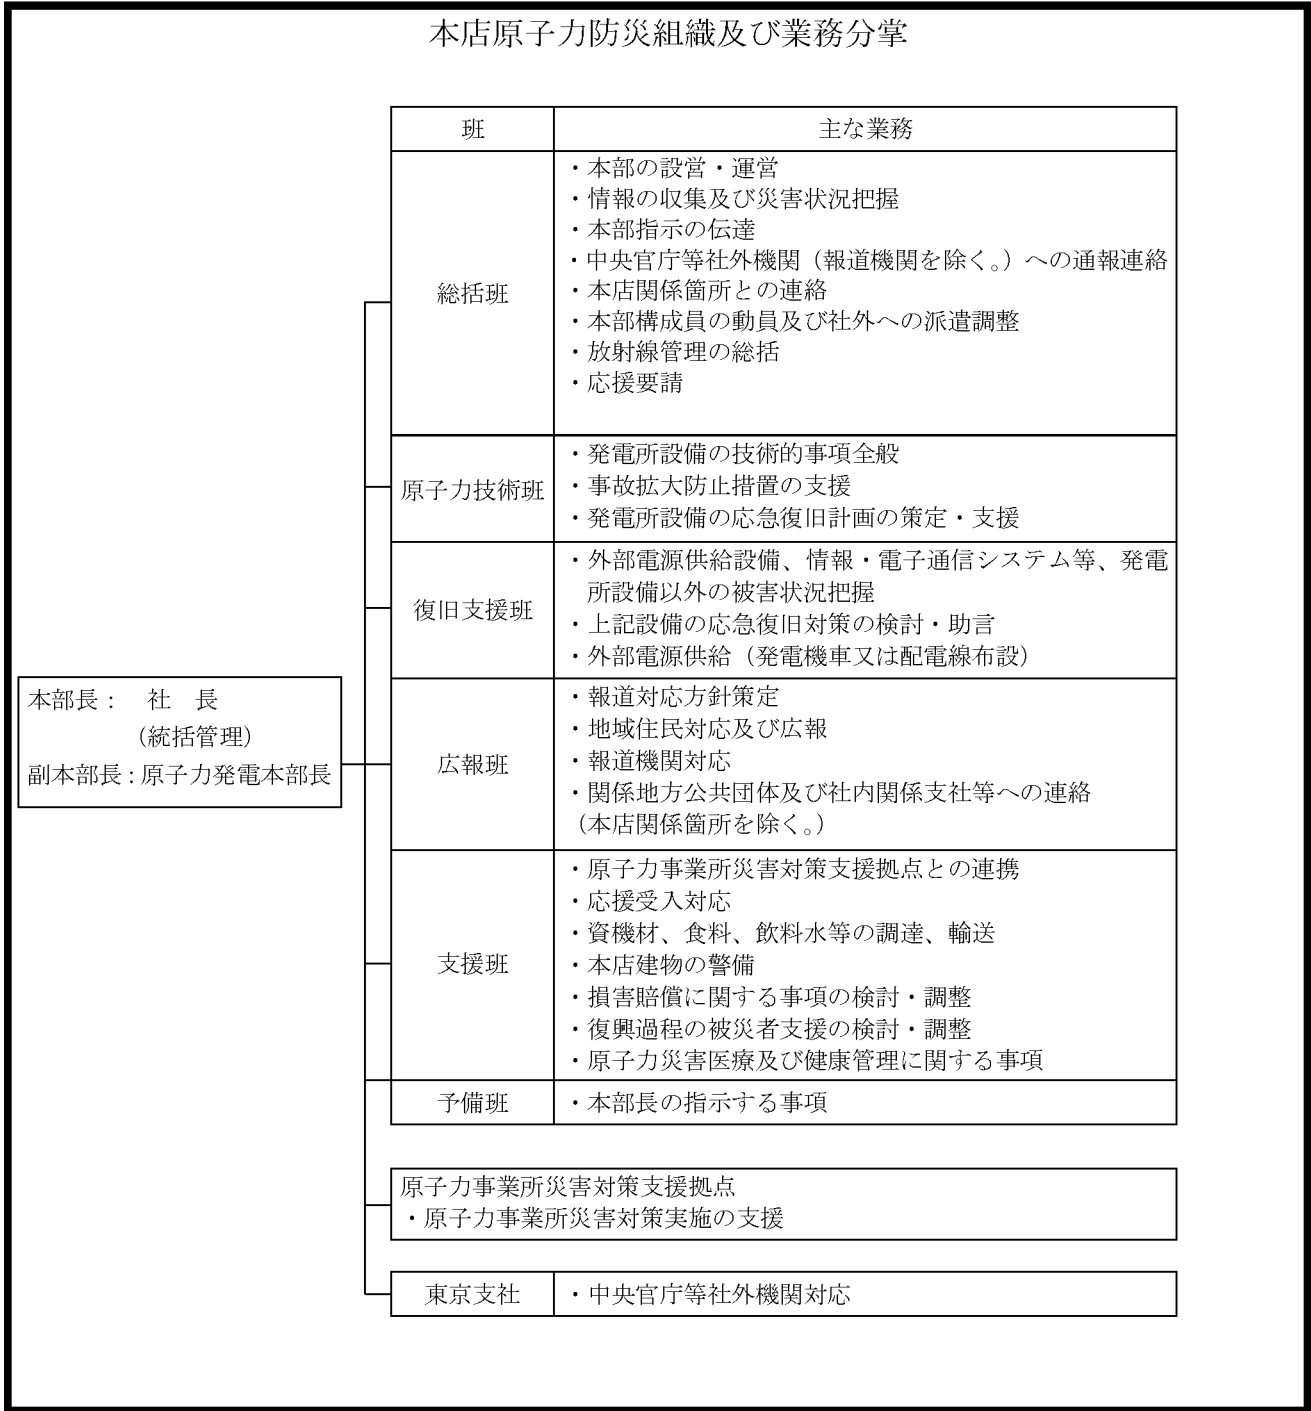 本店原子力防災組織及び業務分掌
班
主な業務
総括班
・本部の設営・運営
・情報の収集及び災害状況把握
・本部指示の伝達
・中央官庁等社外機関（報道機関を除く。）への通報連絡
・本店関係箇所との連絡
・本部構成員の動員及び社外への派遣調整
・放射線管理の総括
・応援要請
原子力技術班
・発電所設備の技術的事項全般
・事故拡大防止措置の支援
・発電所設備の応急復旧計画の策定・支援
復旧支援班
・外部電源供給設備、情報・電子通信システム等、発電
所設備以外の被害状況把握
・上記設備の応急復旧対策の検討・助言
・外部電源供給（発電機車又は配電線布設）
本部長：　社　長
（統括管理）
副本部長：原子力発電本部長
広報班
・報道対応方針策定
・地域住民対応及び広報
・報道機関対応
・関係地方公共団体及び社内関係支社等への連絡
（本店関係箇所を除く。）
支援班
・原子力事業所災害対策支援拠点との連携
・応援受入対応
・資機材、食料、飲料水等の調達、輸送
・本店建物の警備
・損害賠償に関する事項の検討・調整
・復興過程の被災者支援の検討・調整
・原子力災害医療及び健康管理に関する事項
予備班
・本部長の指示する事項
原子力事業所災害対策支援拠点
・原子力事業所災害対策実施の支援
東京支社
・中央官庁等社外機関対応